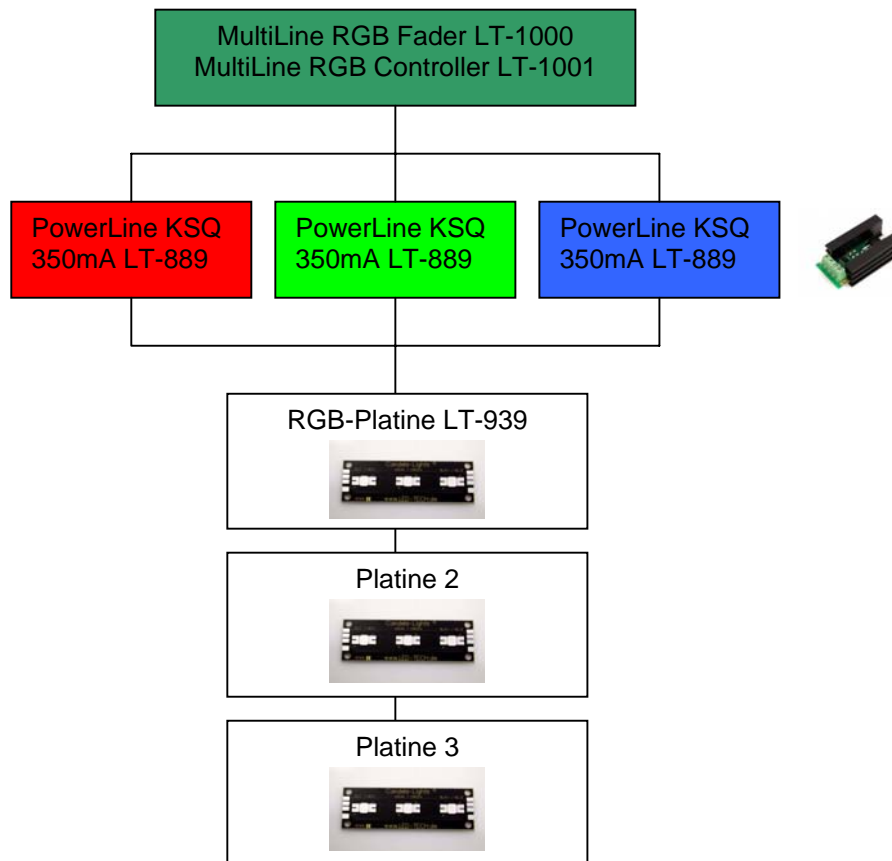 MultiLine RGB Fader LT-1000
MultiLine RGB Controller LT-1001
PowerLine KSQ
350mA LT-889
PowerLine KSQ
350mA LT-889
PowerLine KSQ
350mA LT-889
RGB-Platine LT-939
Platine 2
Platine 3